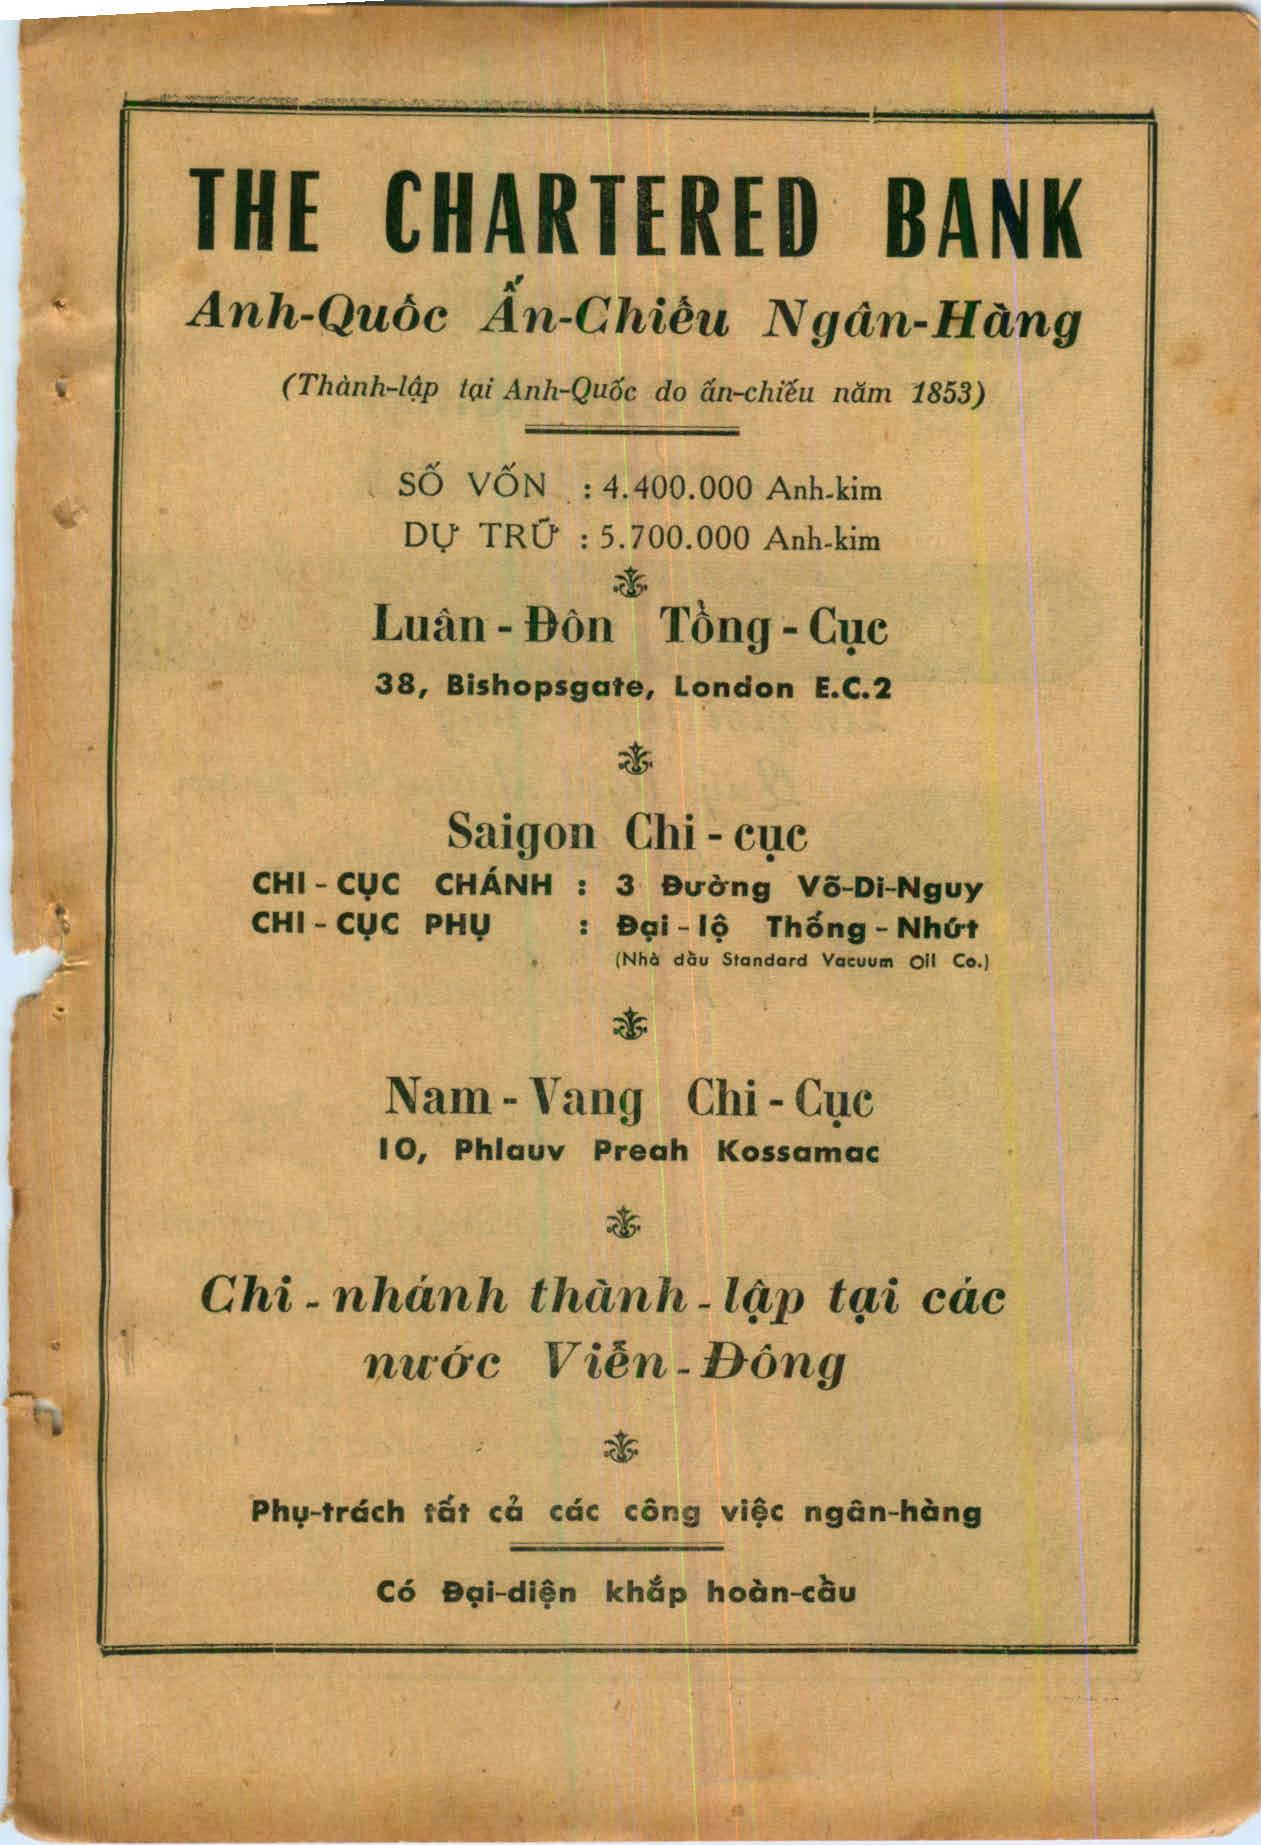 THE CHARTERED BANK
Anh-Quốc Ấn-Chiếu Ngân-Hàng
(Thành-lập tại Anh-Quốc do ấn-chiếu năm 1853)
SỐ VỐN : 4.400.000 Anh-kim
DỰ TRỮ : 5.700.000 Anh-kim
Luân - Đôn Tổng - Cục
38, Bishopsgate, London E.C.2
Saigon Chi - cục
CHI - CỤC CHÁNH : 3 Đường Võ-Di-Nguy
CHI - CỤC PHỤ : Đại - lộ Thống - Nhứt
(Nhà dầu Standard Vacuum Oil Co.)
Nam - Vang Chi - Cục
10, Phlauv Preah Kossamac
Chi - nhánh thành - lập tại các
nước Viễn - Đông
Phụ-trách tất cả các công việc ngân-hàng
Có Đại-diện khắp hoàn-cầu